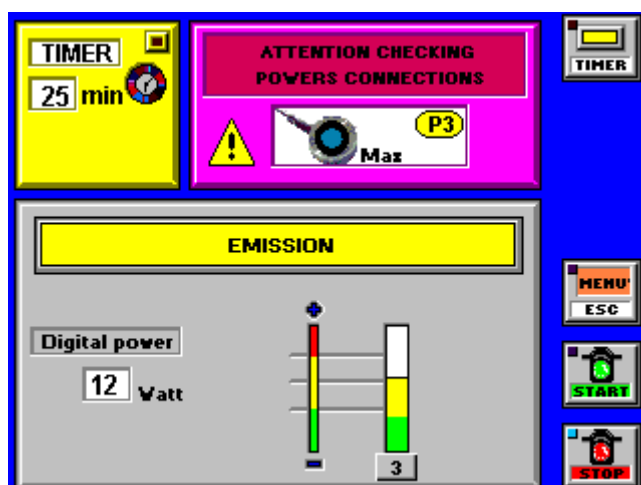 TIMER
25 min
ATTENTION CHECKING
POWERS CONNECTIONS
P3
Max
TIMER
EMISSION
MENU'
ESC
Digital power
12 Watt
3
START
STOP